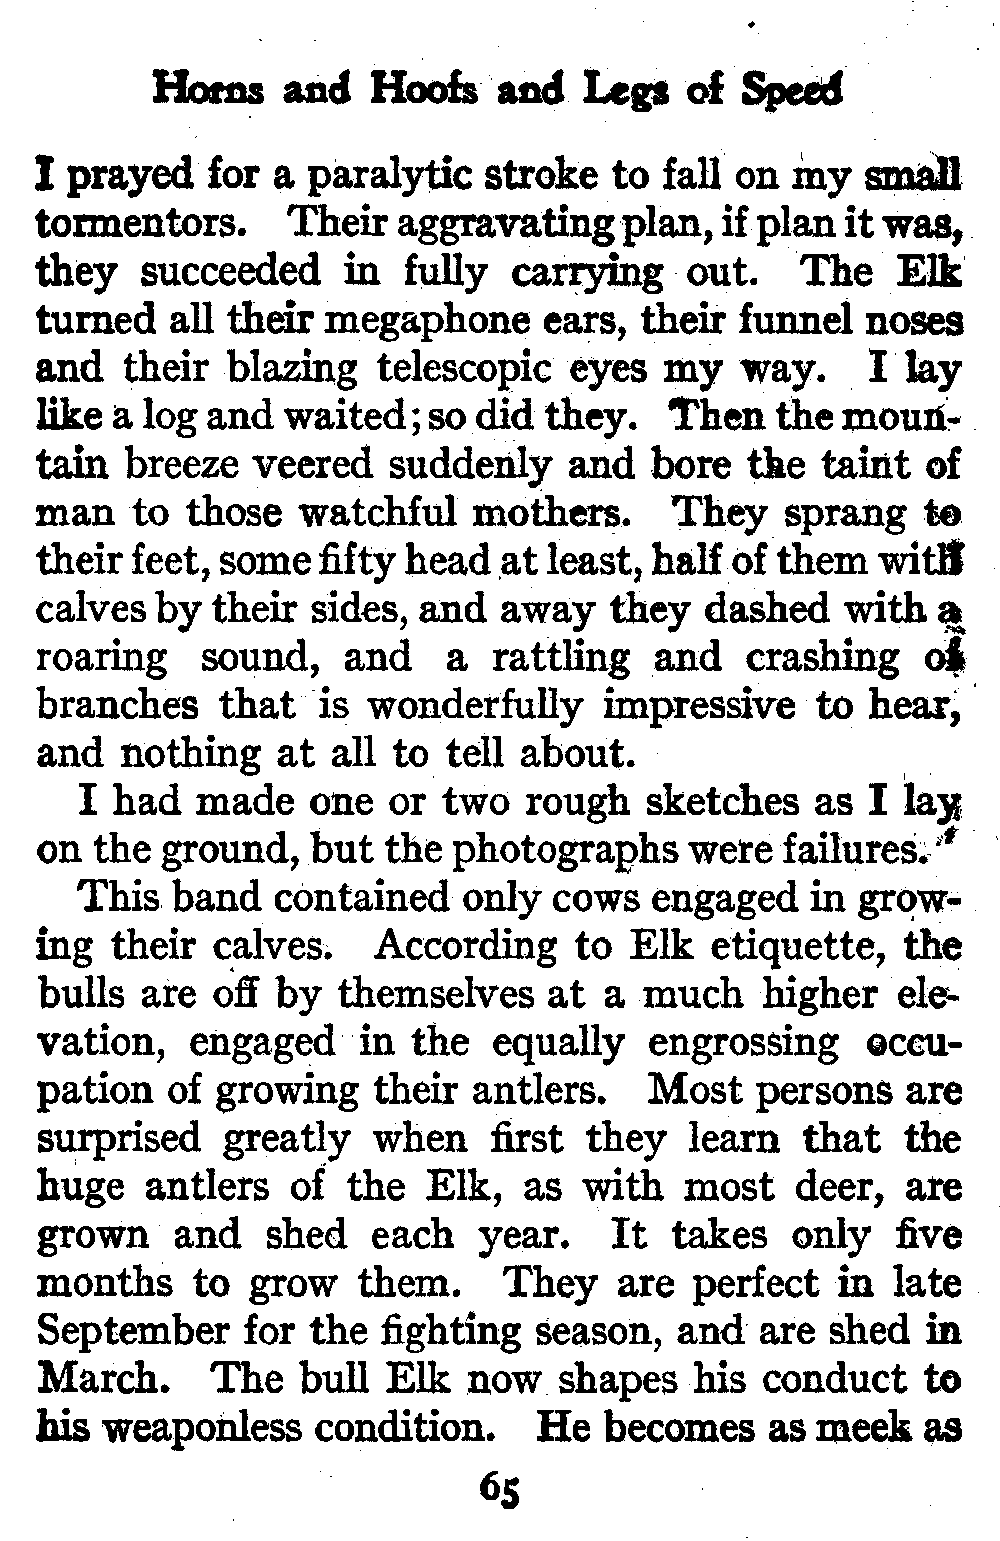 Horns and Hoofs and Legs of Speed
I prayed for a paralytic stroke to fall on my small
tormentors. Their aggravating plan, if plan it was,
they succeeded in fully carrying out. The Elk
turned all their megaphone ears, their funnel noses
and their blazing telescopic eyes my way. I lay
like a log and waited; so did they. Then the moun-
tain breeze veered suddenly and bore the taint of
man to those watchful mothers. They sprang to
their feet, some fifty head at least, half of them with
calves by their sides, and away they dashed with a
roaring sound, and a rattling and crashing of
branches that is wonderfully impressive to hear,
and nothing at all to tell about.
I had made one or two rough sketches as I lay
on the ground, but the photographs were failures.
This band contained only cows engaged in grow-
ing their calves. According to Elk etiquette, the
bulls are off by themselves at a much higher ele-
vation, engaged in the equally engrossing occu-
pation of growing their antlers. Most persons are
surprised greatly when first they learn that the
huge antlers of the Elk, as with most deer, are
grown and shed each year. It takes only five
months to grow them. They are perfect in late
September for the fighting season, and are shed in
March. The bull Elk now shapes his conduct to
his weaponless condition. He becomes as meek as
65